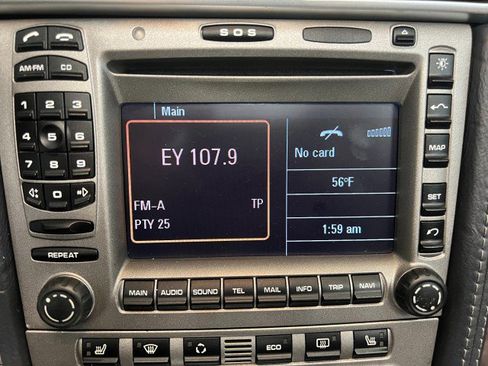 SOS
AM•FM CD
1 2 3
4 5 6
7 8 9
0
REPEAT
Main
EY 107.9
FM-A TP
PTY 25
No card
56°F
1:59 am
MAP
SET
MAIN AUDIO SOUND TEL MAIL INFO TRIP NAVI
ECO